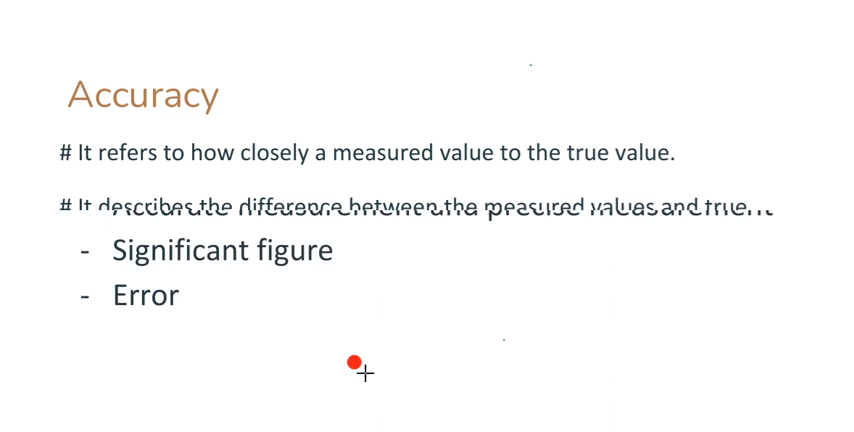 Accuracy
# It refers to how closely a measured value to the true value.
# It describes the difference between the measured values and true
- Significant figure
- Error